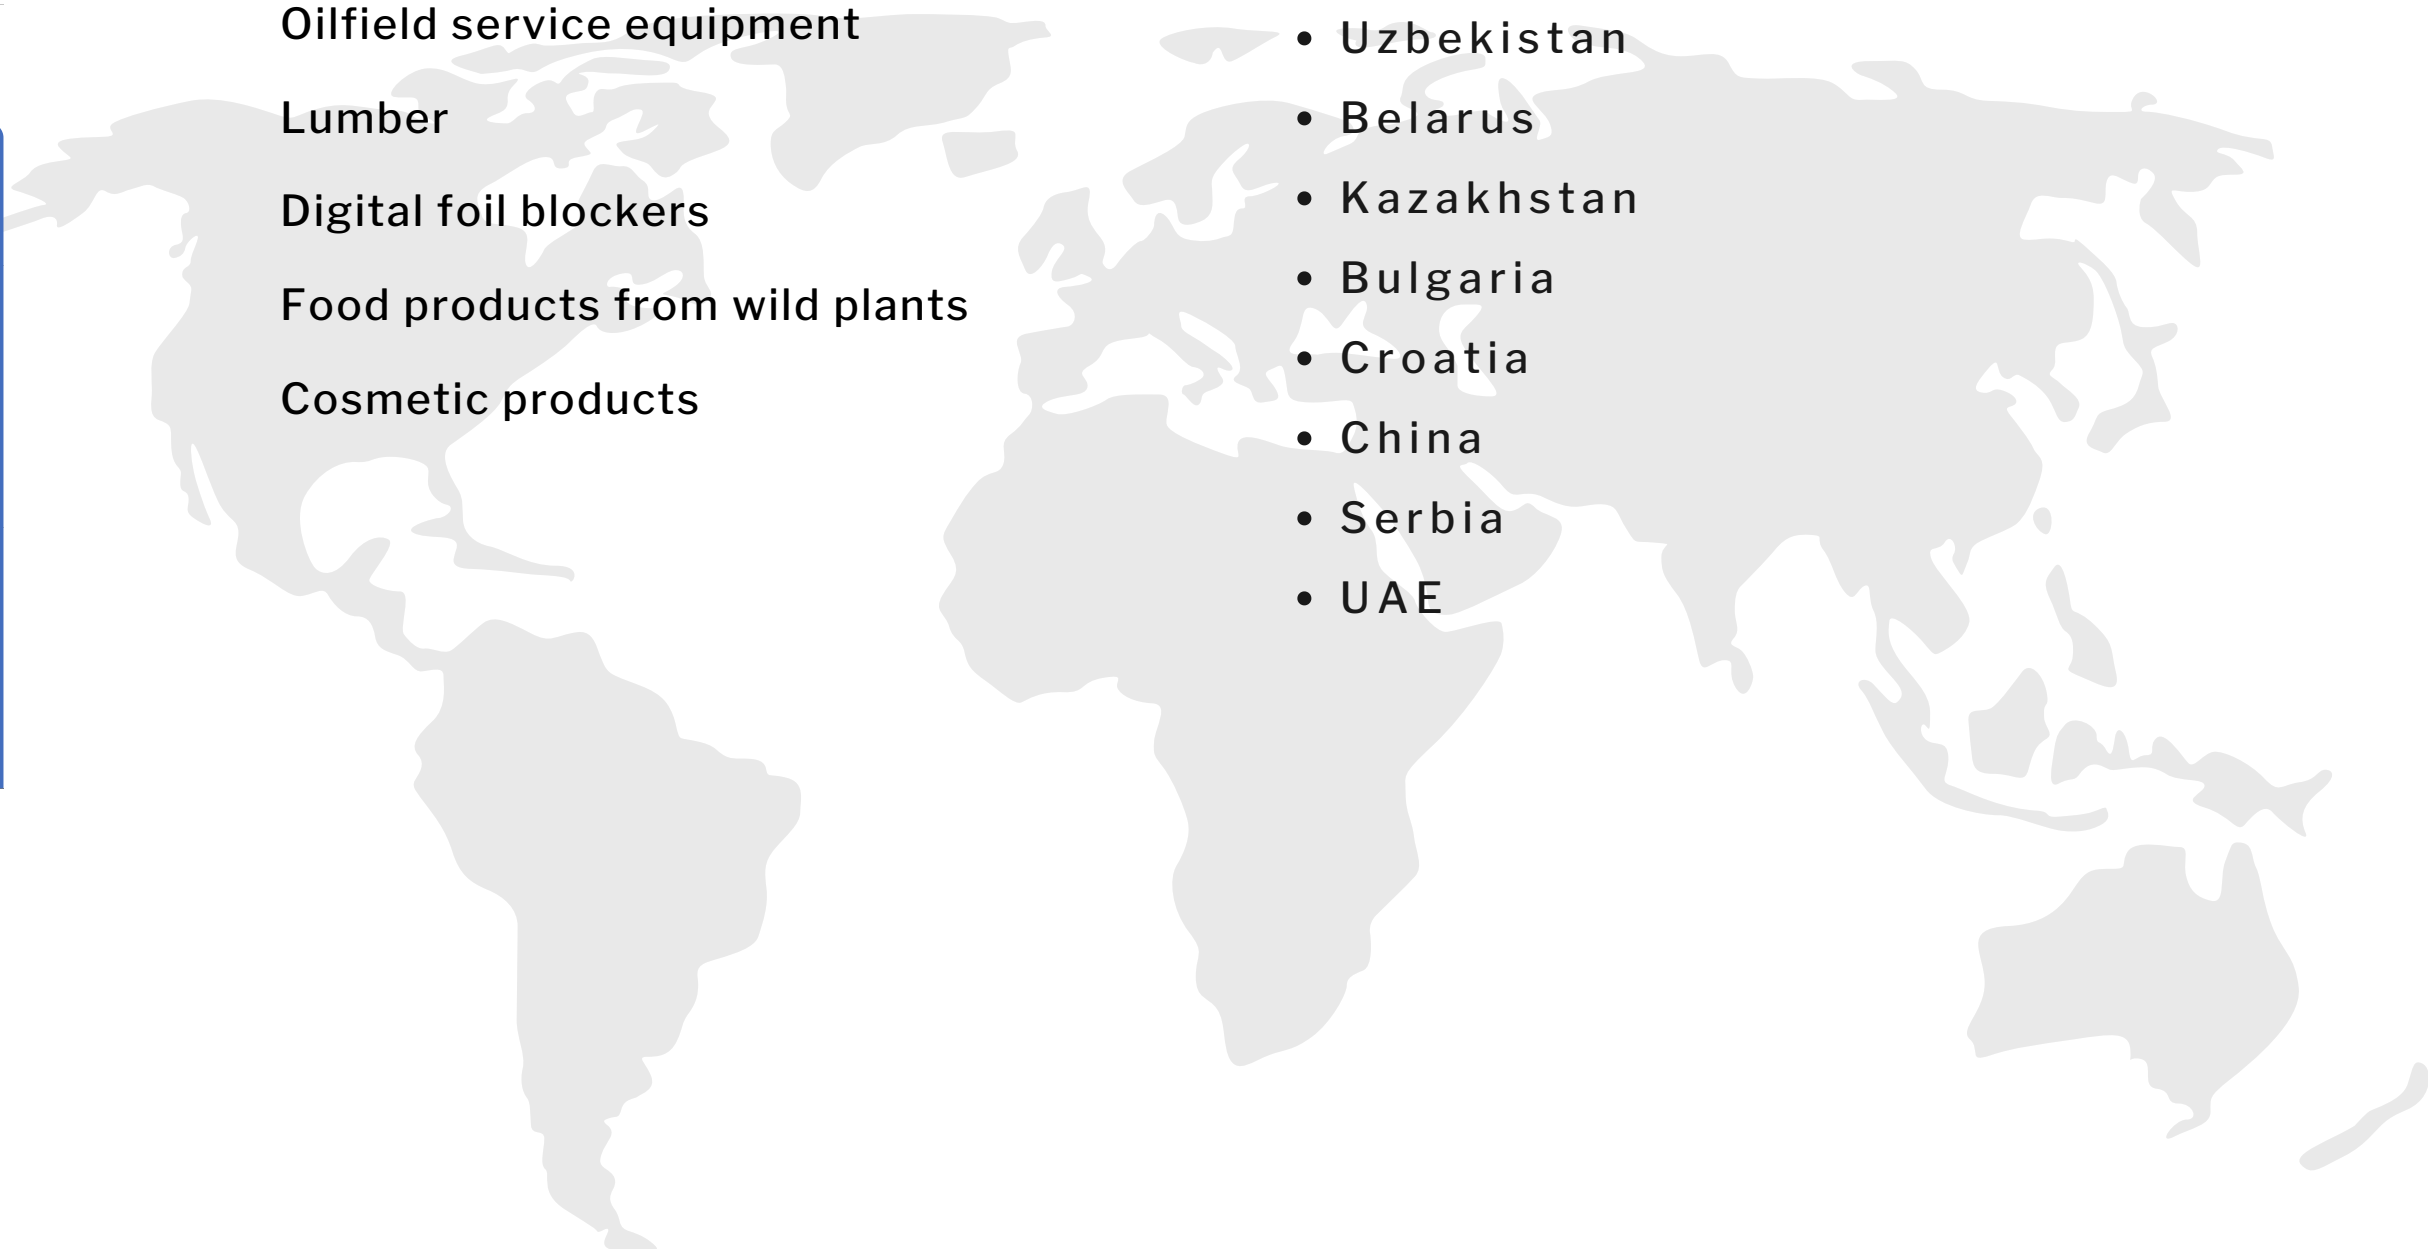 Oilfield service equipment
Lumber
Digital foil blockers
Food products from wild plants
Cosmetic products
• Uzbekistan
• Belarus
• Kazakhstan
• Bulgaria
• Croatia
• China
• Serbia
• UAE